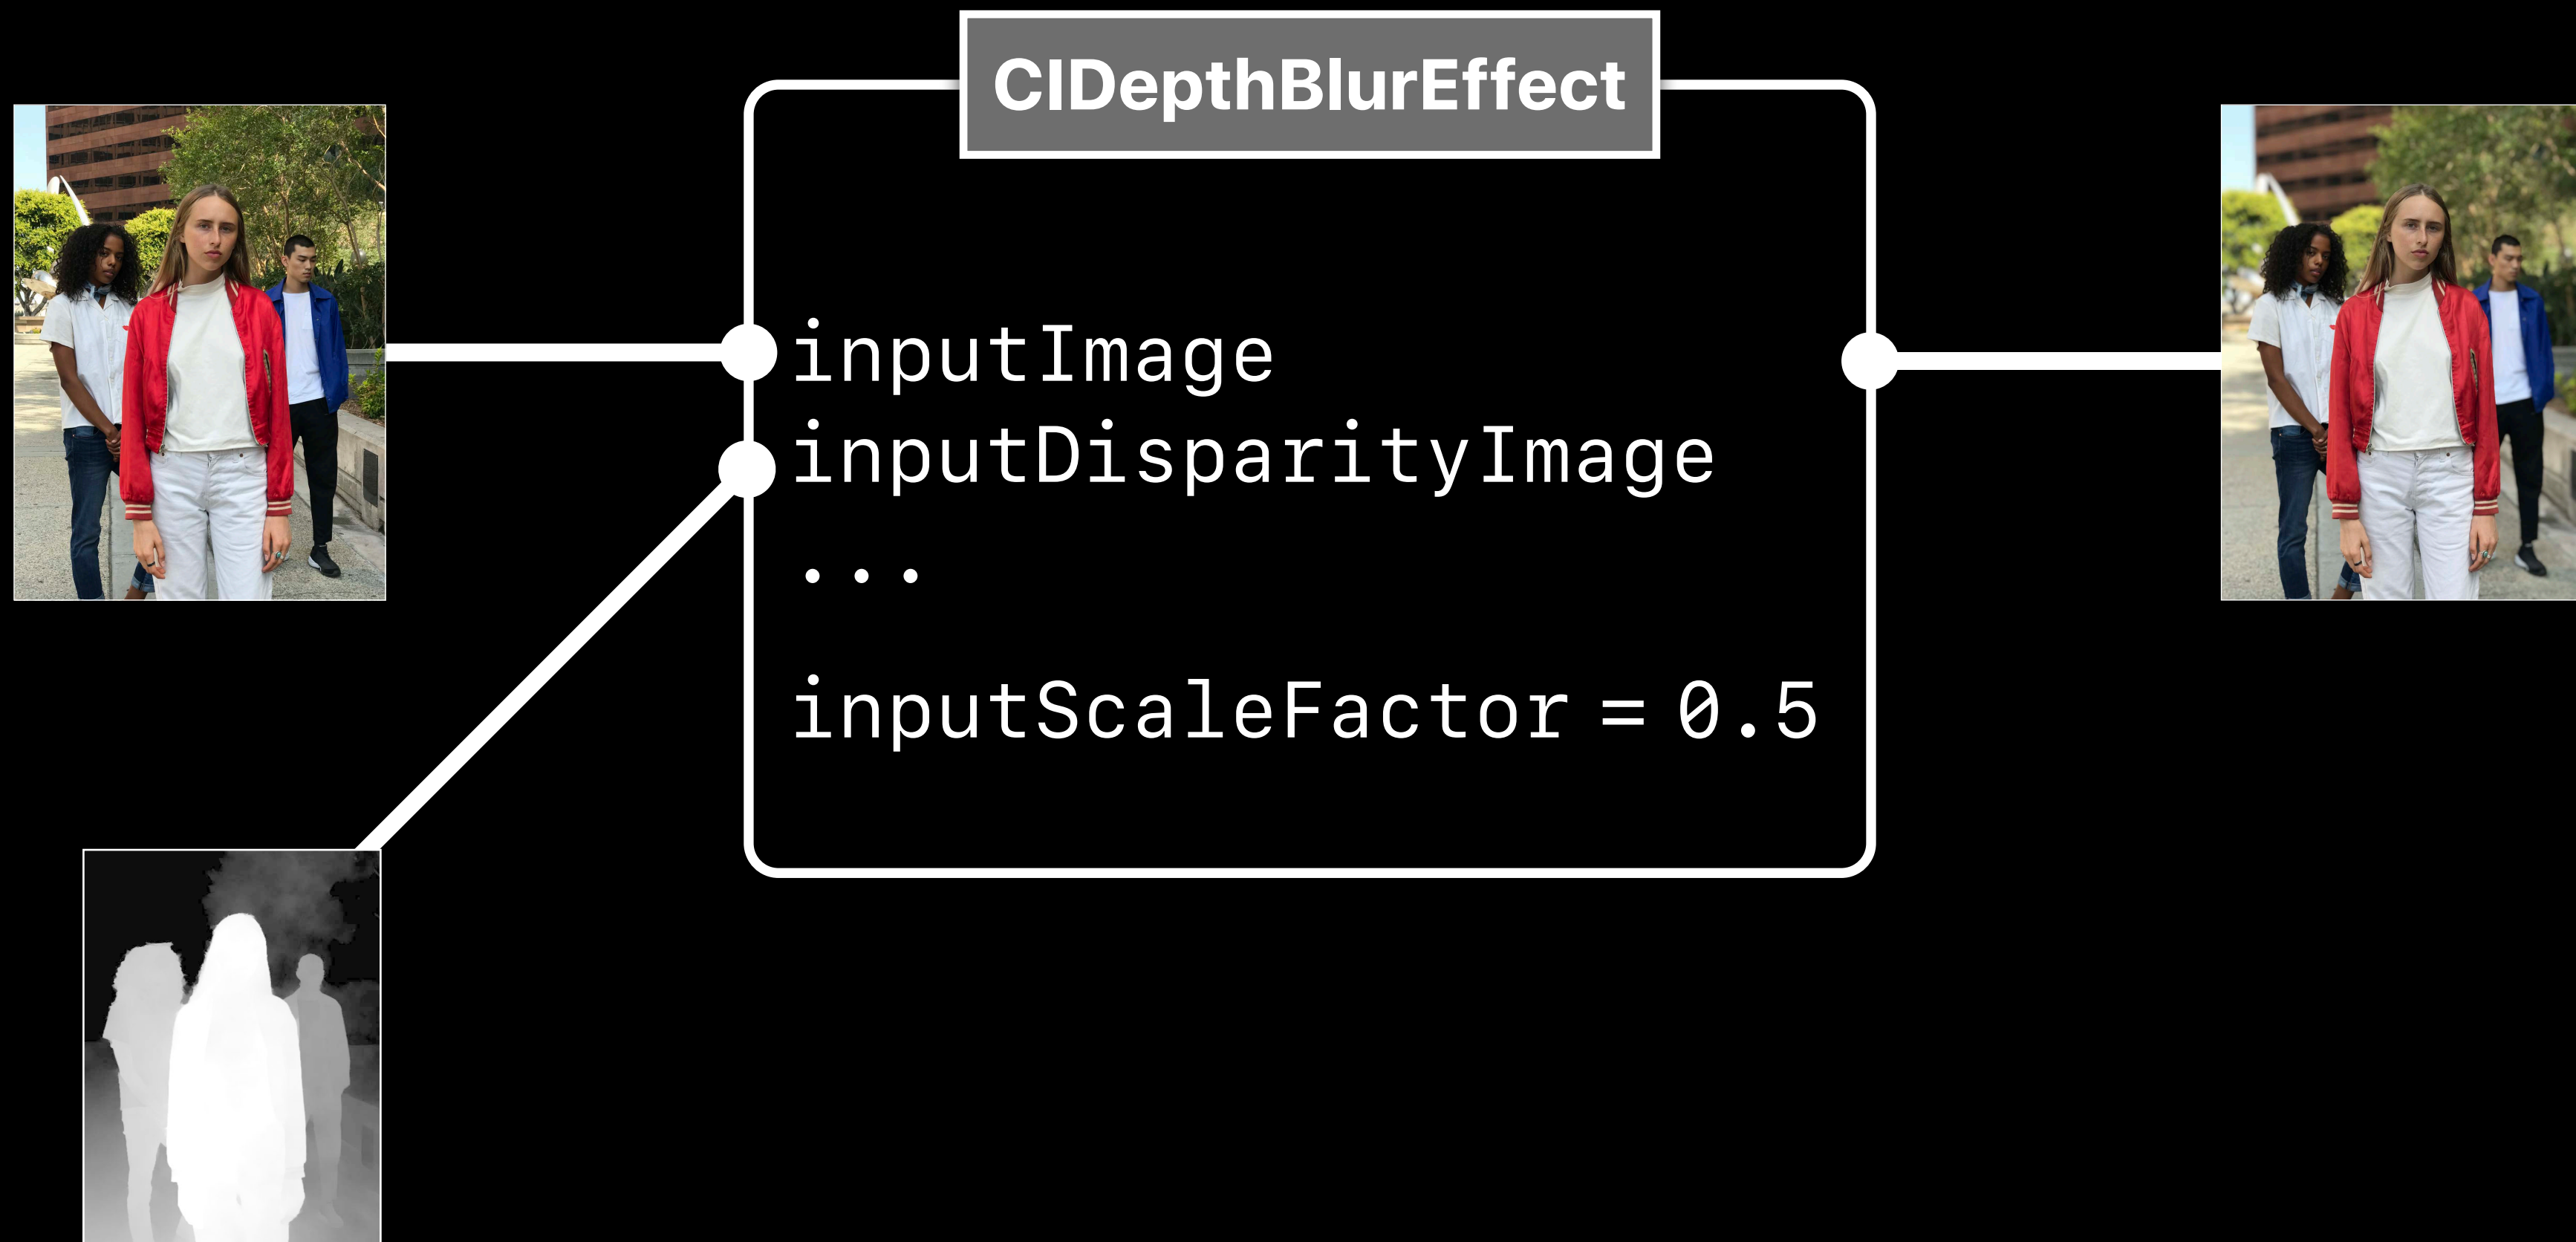 CIDepthBlurEffect
inputImage
inputDisparityImage
...
inputScaleFactor = 0.5